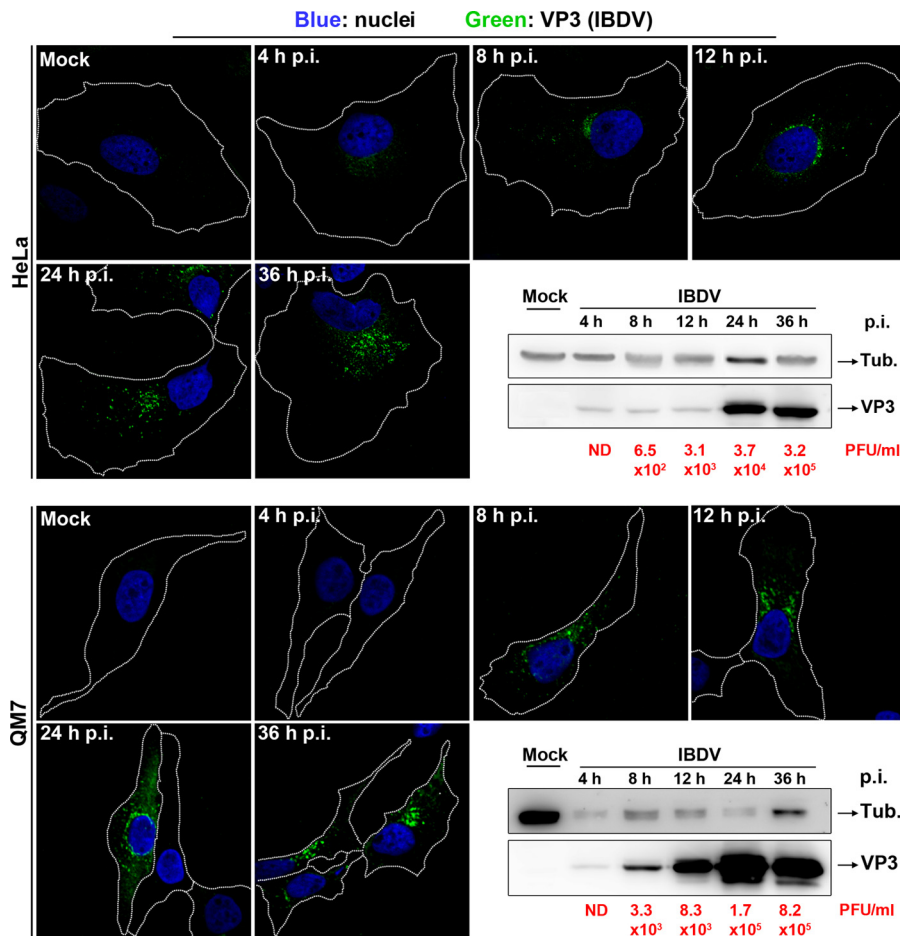 Blue: nuclei Green: VP3 (IBDV)
HeLa
Mock
4 h p.i.
8 h p.i.
12 h p.i.
24 h p.i.
36 h p.i.
Mock IBDV
4 h 8 h 12 h 24 h 36 h p.i.
→Tub.
→VP3
ND 6.5 3.1 3.7 3.2 PFU/ml
x10² x10³ x10⁴ x10⁵
QM7
Mock
4 h p.i.
8 h p.i.
12 h p.i.
24 h p.i.
36 h p.i.
Mock IBDV
4 h 8 h 12 h 24 h 36 h p.i.
→Tub.
→VP3
ND 3.3 8.3 1.7 8.2 PFU/ml
x10³ x10³ x10⁵ x10⁵